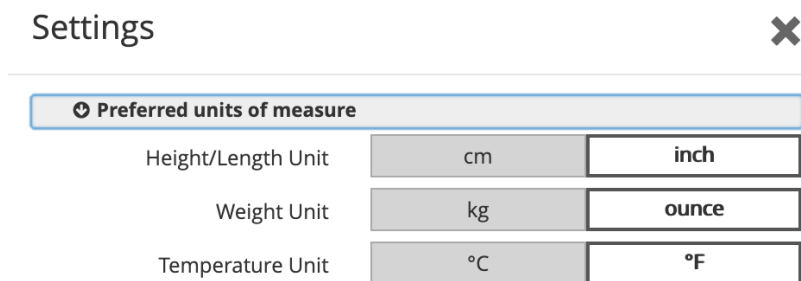 Settings
Preferred units of measure
Height/Length Unit cm inch
Weight Unit kg ounce
Temperature Unit °C °F